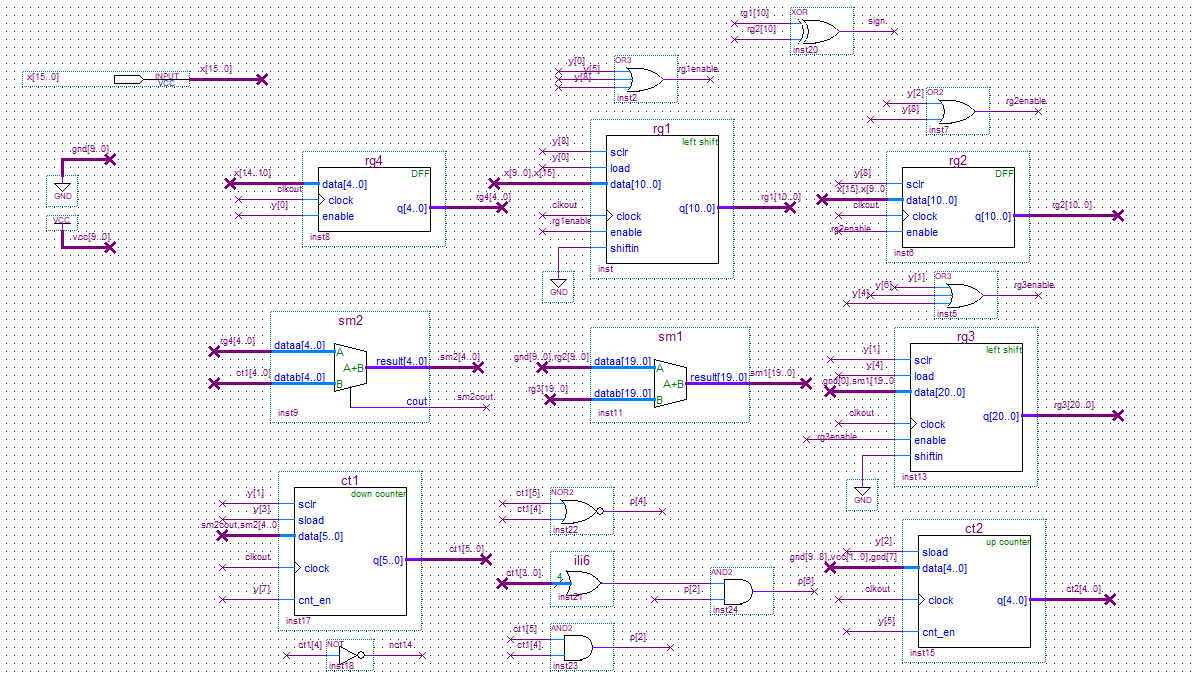 rg1[10]
XOR
sign
rg2[10]
inst20
x[15..0]
INPUT
VCC
x[15..0]
y[0]
OR3
y[5]
y[8]
rg1enable
inst2
y[2]
OR2
rg2enable
y[8]
inst7
gnd[9..0]
GND
VCC
vcc[9..0]
rg4
DFF
x[14..10]
data[4..0]
clkout
clock
y[0]
enable
q[4..0]
rg4[4..0]
inst8
rg1
left shift
y[8]
sclr
y[0]
load
x[9..0],x[15]
data[10..0]
clkout
clock
q[10..0]
rg1[10..0]
rg1enable
enable
shiftin
inst
GND
rg2
DFF
y[8]
sclr
x[15],x[9..0]
data[10..0]
clkout
clock
q[10..0]
rg2[10..0]
rg2enable
enable
inst6
y[1]
OR3
y[6]
y[4]
rg3enable
inst5
sm2
rg4[4..0]
dataa[4..0]
A
A+B
result[4..0]
sm2[4..0]
ct1[4..0]
datab[4..0]
B
cout
sm2cout
inst9
sm1
gnd[9..0],rg2[9..0]
dataa[19..0]
A
A+B
result[19..0]
sm1[19..0]
rg3[19..0]
datab[19..0]
B
inst11
rg3
left shift
y[1]
sclr
y[4]
load
gnd[0],sm1[19..0]
data[20..0]
clkout
clock
q[20..0]
rg3[20..0]
rg3enable
enable
shiftin
inst13
GND
ct1
down counter
y[1]
sclr
y[3]
sload
sm2cout,sm2[4..0]
data[5..0]
clkout
clock
q[5..0]
ct1[5..0]
y[7]
cnt_en
inst17
ct1[4]
NOT
nct14
inst18
NOR2
ct1[5]
ct1[4]
p[4]
inst22
ili6
ct1[3..0]
4
inst21
AND2
p[2]
p[6]
inst24
AND2
ct1[5]
ct1[4]
p[2]
inst23
ct2
up counter
y[2]
sload
gnd[9..8],vcc[1..0],gnd[7]
data[4..0]
clkout
clock
q[4..0]
ct2[4..0]
y[5]
cnt_en
inst15